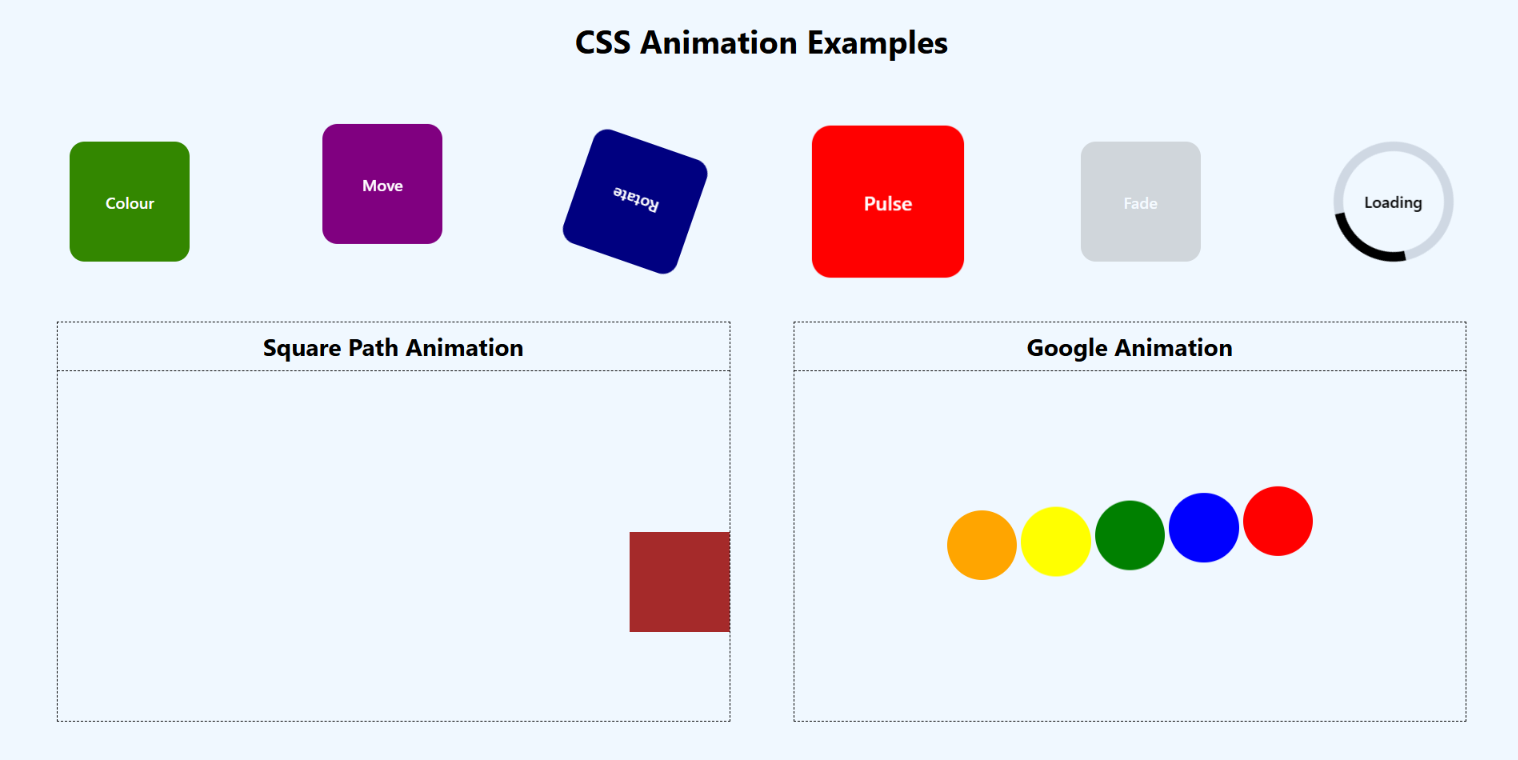 CSS Animation Examples
Colour
Move
Rotate
Pulse
Fade
Loading
Square Path Animation
Google Animation